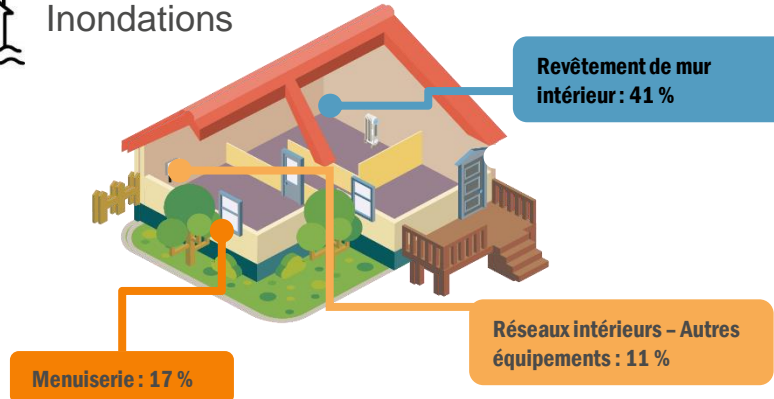 Inondations
Revêtement de mur
intérieur : 41 %
Réseaux intérieurs – Autres
équipements : 11 %
Menuiserie : 17 %